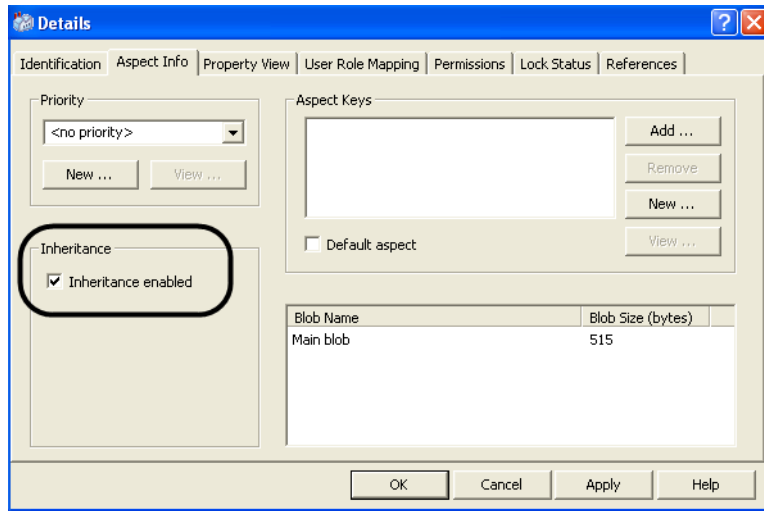 Details
Identification Aspect Info Property View User Role Mapping Permissions Lock Status References
Priority
<no priority>
New ... View ...
Aspect Keys
Add ...
Remove
New ...
View ...
Default aspect
Inheritance
Inheritance enabled
Blob Name Blob Size (bytes)
Main blob 515
OK Cancel Apply Help